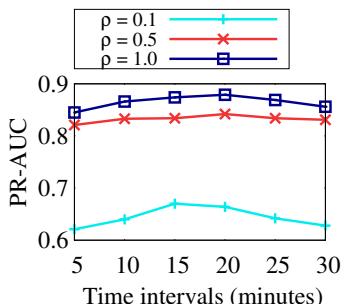 ρ = 0.1
ρ = 0.5
ρ = 1.0
0.9
0.8
0.7
0.6
PR-AUC
5 10 15 20 25 30
Time intervals (minutes)